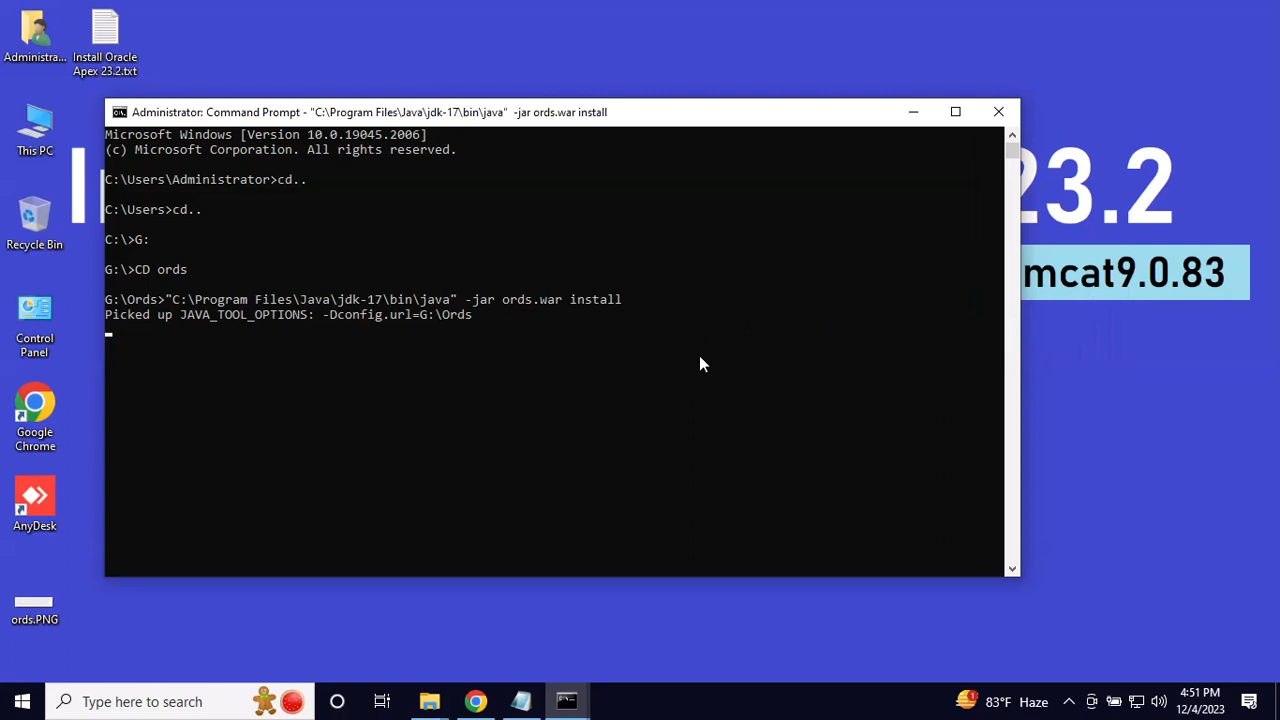 Administra...
Install Oracle
Apex 23.2.txt
This PC
Recycle Bin
Control
Panel
Google
Chrome
AnyDesk
ords.PNG
Administrator: Command Prompt - "C:\Program Files\Java\jdk-17\bin\java"  -jar ords.war install
Microsoft Windows [Version 10.0.19045.2006]
(c) Microsoft Corporation. All rights reserved.
C:\Users\Administrator>cd..
C:\Users>cd..
C:\>G:
G:\>CD ords
G:\Ords>"C:\Program Files\Java\jdk-17\bin\java" -jar ords.war install
Picked up JAVA_TOOL_OPTIONS: -Dconfig.url=G:\Ords
23.2
mcat9.0.83
Type here to search
83°F Haze
4:51 PM
12/4/2023